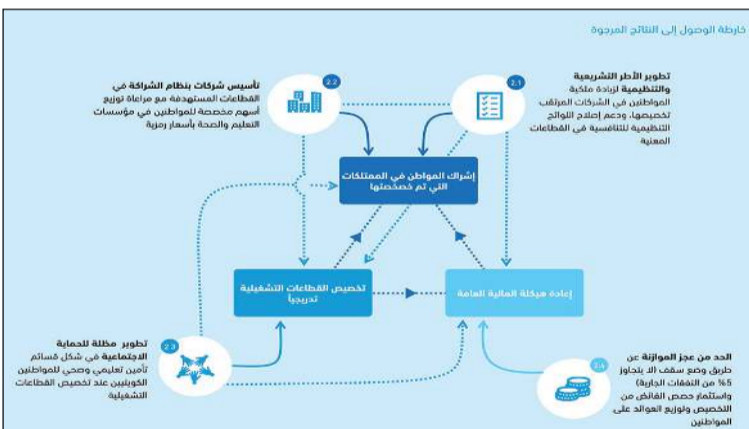 خارطة الوصول إلى النتائج المرجوة
2.1
تطوير الأطر التشريعية
والتنظيمية لزيادة ملكية
المواطنين في الشركات المرتقب
تخصيصها، ودعم إصلاح اللوائح
التنظيمية للتنافسية في القطاعات
المعنية
2.2
تأسيس شركات بنظام الشراكة في
القطاعات المستهدفة مع مراعاة توزيع
أسهم مخصصة للمواطنين في مؤسسات
التعليم والصحة بأسعار رمزية
إشراك المواطن في الممتلكات
التي تم خصخصتها
إعادة هيكلة المالية العامة
تخصيص القطاعات التشغيلية
تدريجياً
2.3
تطوير مظلة للحماية
الاجتماعية في شكل قسائم
تأمين تعليمي وصحي للمواطنين
الكويتيين عند تخصيص القطاعات
التشغيلية
2.4
الحد من عجز الموازنة عن
طريق وضع سقف (لا يتجاوز
5% من النفقات الجارية)
واستثمار حصص الفائض من
التخصيص وتوزيع العوائد على
المواطنين